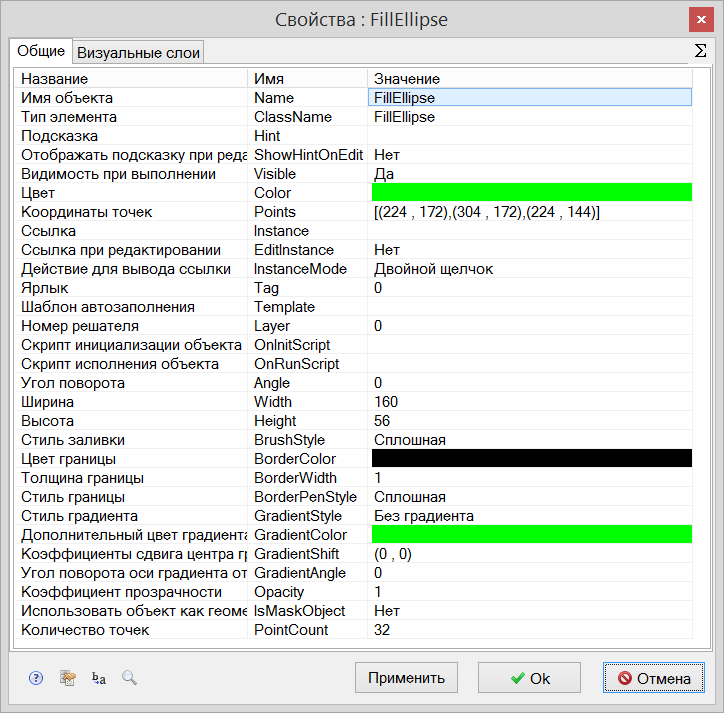 Свойства : FillEllipse
Общие Визуальные слои Σ
Название Имя Значение
Имя объекта Name FillEllipse
Тип элемента ClassName FillEllipse
Подсказка Hint
Отображать подсказку при реда ShowHintOnEdit Нет
Видимость при выполнении Visible Да
Цвет Color
Координаты точек Points [(224 , 172),(304 , 172),(224 , 144)]
Ссылка Instance
Ссылка при редактировании EditInstance Нет
Действие для вывода ссылки InstanceMode Двойной щелчок
Ярлык Tag 0
Шаблон автозаполнения Template
Номер решателя Layer 0
Скрипт инициализации объекта OnInitScript
Скрипт исполнения объекта OnRunScript
Угол поворота Angle 0
Ширина Width 160
Высота Height 56
Стиль заливки BrushStyle Сплошная
Цвет границы BorderColor
Толщина границы BorderWidth 1
Стиль границы BorderPenStyle Сплошная
Стиль градиента GradientStyle Без градиента
Дополнительный цвет градиента GradientColor
Коэффициенты сдвига центра гр GradientShift (0 , 0)
Угол поворота оси градиента от GradientAngle 0
Коэффициент прозрачности Opacity 1
Использовать объект как геоме IsMaskObject Нет
Количество точек PointCount 32
? ba Применить Ok Отмена